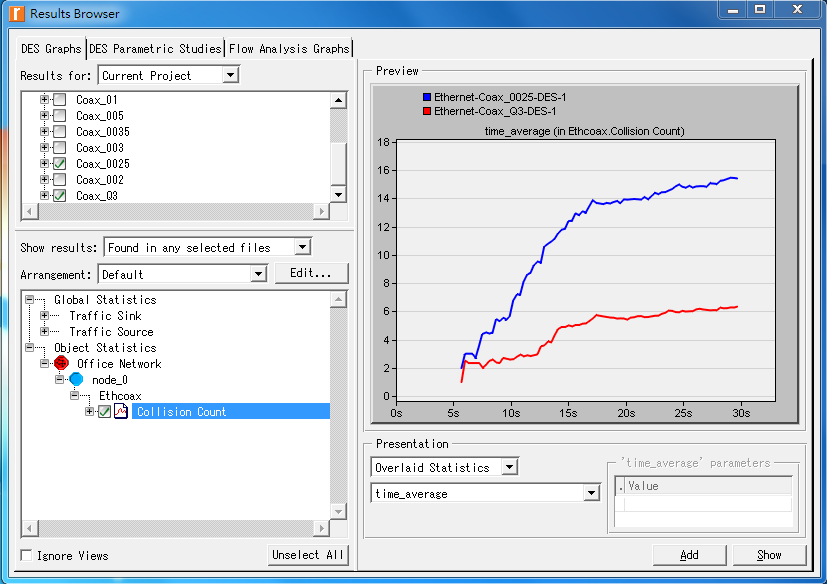 Results Browser
DES Graphs DES Parametric Studies Flow Analysis Graphs
Results for: Current Project
Coax_01
Coax_005
Coax_0035
Coax_003
Coax_0025
Coax_002
Coax_Q3
Show results: Found in any selected files
Arrangement: Default Edit...
Global Statistics
Traffic Sink
Traffic Source
Object Statistics
Office Network
node_0
Ethcoax
Collision Count
Ignore Views Unselect All
Preview
Ethernet-Coax_0025-DES-1
Ethernet-Coax_Q3-DES-1
time_average (in Ethcoax.Collision Count)
18
16
14
12
10
8
6
4
2
0
0s 5s 10s 15s 20s 25s 30s
Presentation
Overlaid Statistics
time_average
'time_average' parameters
. Value
Add Show